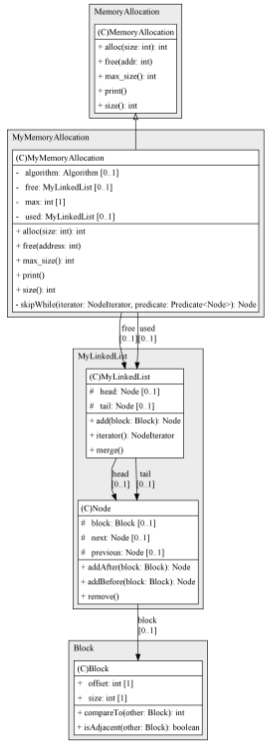 MemoryAllocation
(C)MemoryAllocation
+ alloc(size: int): int
+ free(addr: int)
+ max_size(): int
+ print()
+ size(): int
MyMemoryAllocation
(C)MyMemoryAllocation
- algorithm: Algorithm [0..1]
- free: MyLinkedList [0..1]
- max: int [1]
- used: MyLinkedList [0..1]
+ alloc(size: int): int
+ free(address: int)
+ max_size(): int
+ print()
+ size(): int
- skipWhile(iterator: NodeIterator, predicate: Predicate<Node>): Node
free used
[0..1] [0..1]
MyLinkedList
(C)MyLinkedList
# head: Node [0..1]
# tail: Node [0..1]
+ add(block: Block): Node
+ iterator(): NodeIterator
+ merge()
head tail
[0..1] [0..1]
(C)Node
# block: Block [0..1]
# next: Node [0..1]
# previous: Node [0..1]
+ addAfter(block: Block): Node
+ addBefore(block: Block): Node
+ remove()
block
[0..1]
Block
(C)Block
+ offset: int [1]
+ size: int [1]
+ compareTo(other: Block): int
+ isAdjacent(other: Block): boolean